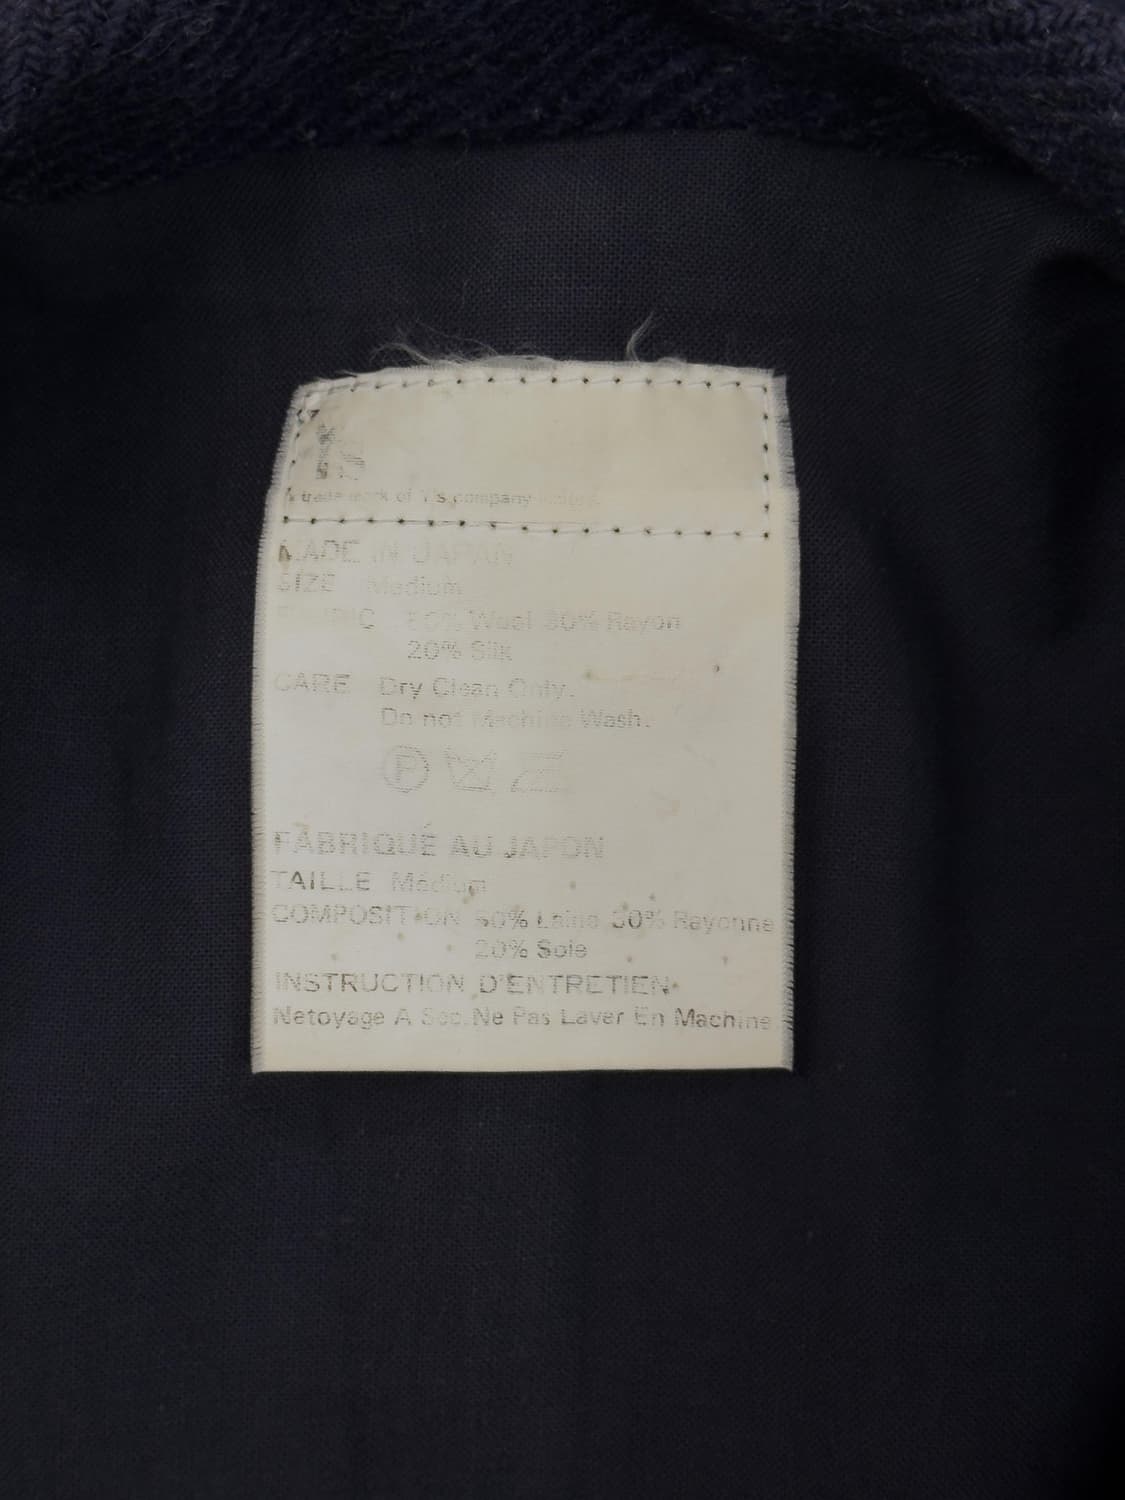 Y's
trade mark of Y's company
MADE IN JAPAN
SIZE Medium
FABRIC 50% Wool 30% Rayon
20% Silk
CARE Dry Clean Only.
Do not Machine Wash.
P
FABRIQUÉ AU JAPON
TAILLE Médium
COMPOSITION 50% Laine 30% Rayonne
20% Soie
INSTRUCTION D'ENTRETIEN
Netoyage A Sec. Ne Pas Laver En Machine